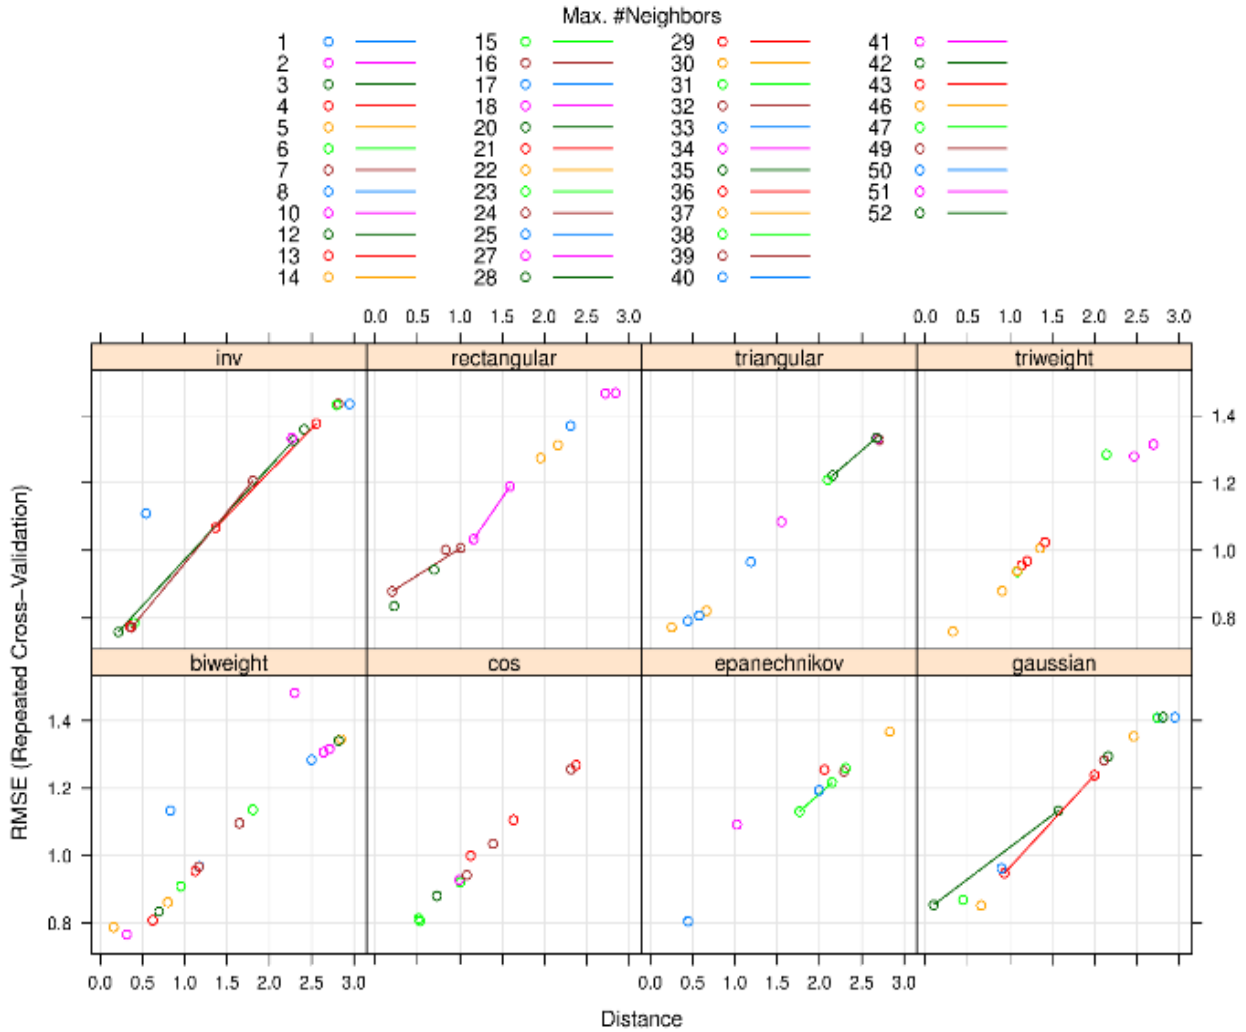 Max. #Neighbors
1 15 29 41
2 16 30 42
3 17 31 43
4 18 32 46
5 20 33 47
6 21 34 49
7 22 35 50
8 23 36 51
10 24 37 52
12 25 38
13 27 39
14 28 40
0.0 0.5 1.0 1.5 2.0 2.5 3.0 0.0 0.5 1.0 1.5 2.0 2.5 3.0
inv rectangular triangular triweight
1.4
1.2
1.0
0.8
biweight cos epanechnikov gaussian
1.4
1.2
1.0
0.8
0.0 0.5 1.0 1.5 2.0 2.5 3.0 0.0 0.5 1.0 1.5 2.0 2.5 3.0
Distance
RMSE (Repeated Cross-Validation)